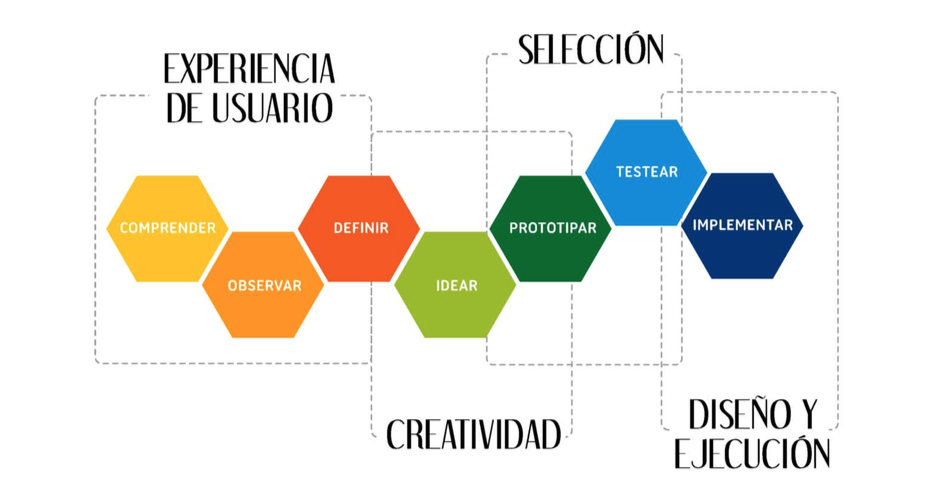 EXPERIENCIA
DE USUARIO
SELECCIÓN
COMPRENDER
OBSERVAR
DEFINIR
IDEAR
PROTOTIPAR
TESTEAR
IMPLEMENTAR
CREATIVIDAD
DISEÑO Y
EJECUCIÓN